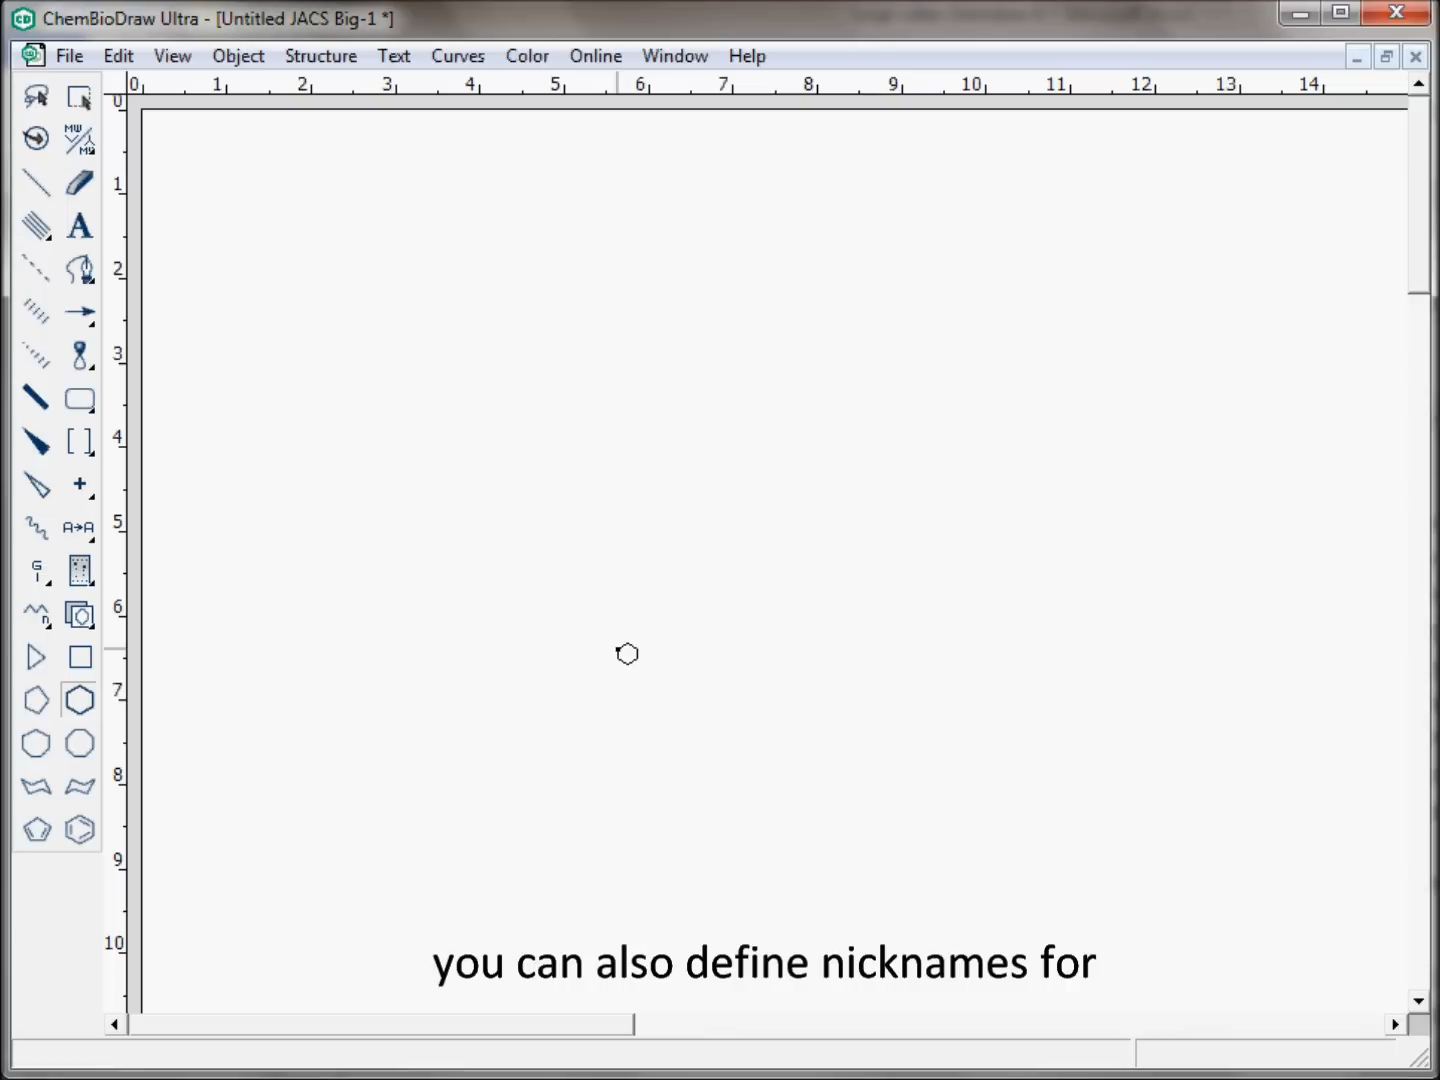 ChemBioDraw Ultra - [Untitled JACS Big-1 *]
File Edit View Object Structure Text Curves Color Online Window Help
0 1 2 3 4 5 6 7 8 9 10 11 12 13 14
0
MW
MW
1
A
2
3
4
5
A A
G
I
6
n
7
8
9
10
you can also define nicknames for